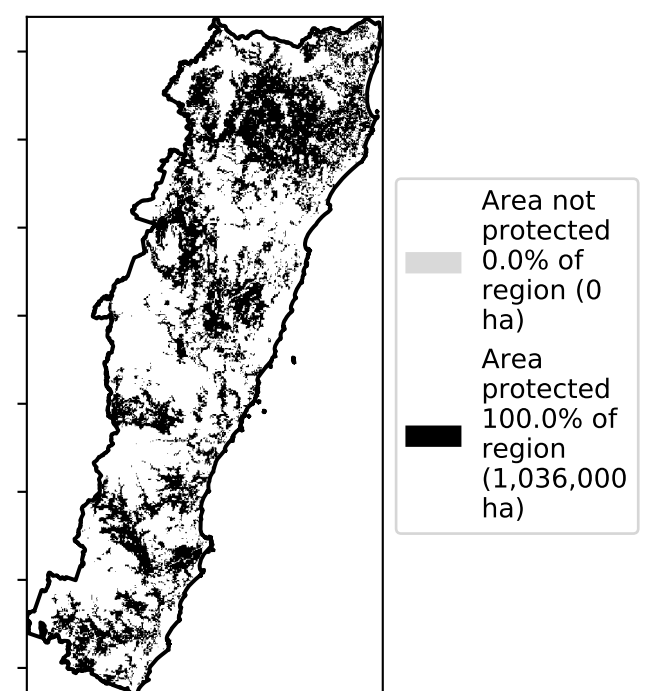 Area not
protected
0.0% of
region (0
ha)
Area
protected
100.0% of
region
(1,036,000
ha)